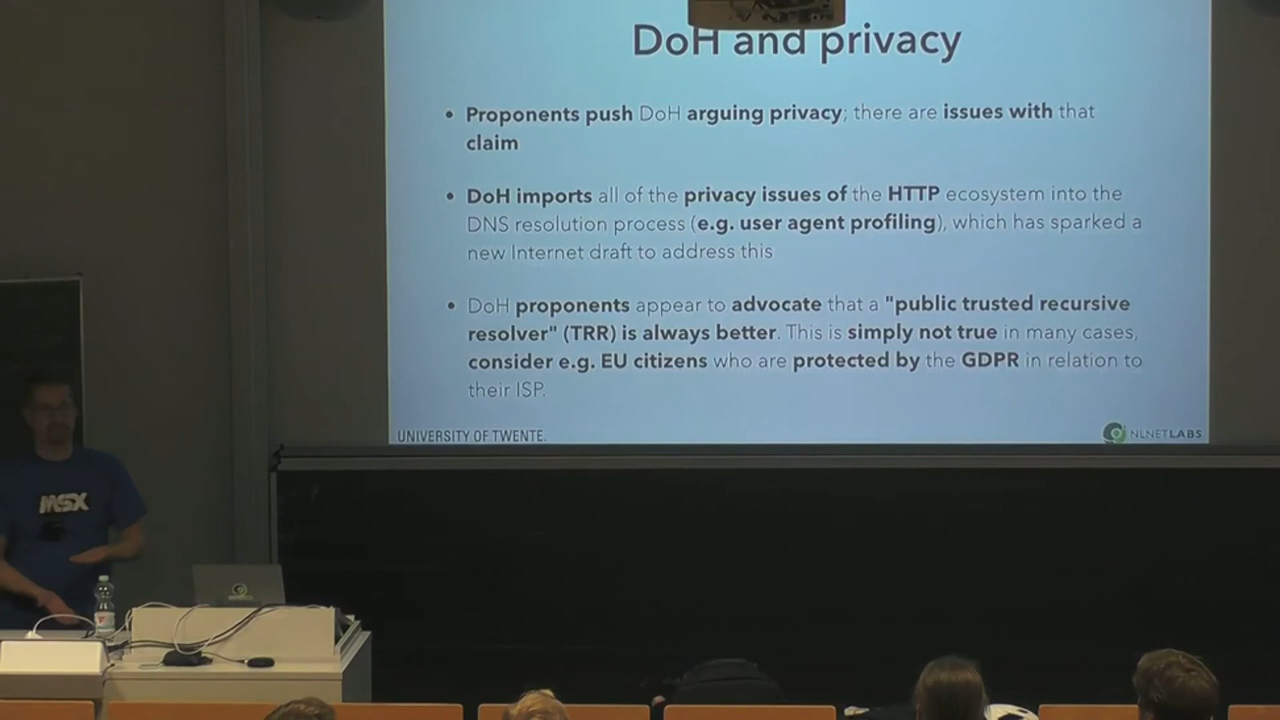 DoH and privacy
• Proponents push DoH arguing privacy; there are issues with that
claim
• DoH imports all of the privacy issues of the HTTP ecosystem into the
DNS resolution process (e.g. user agent profiling), which has sparked a
new Internet draft to address this
• DoH proponents appear to advocate that a "public trusted recursive
resolver" (TRR) is always better. This is simply not true in many cases,
consider e.g. EU citizens who are protected by the GDPR in relation to
their ISP.
UNIVERSITY OF TWENTE.
NLNETLABS
MSX